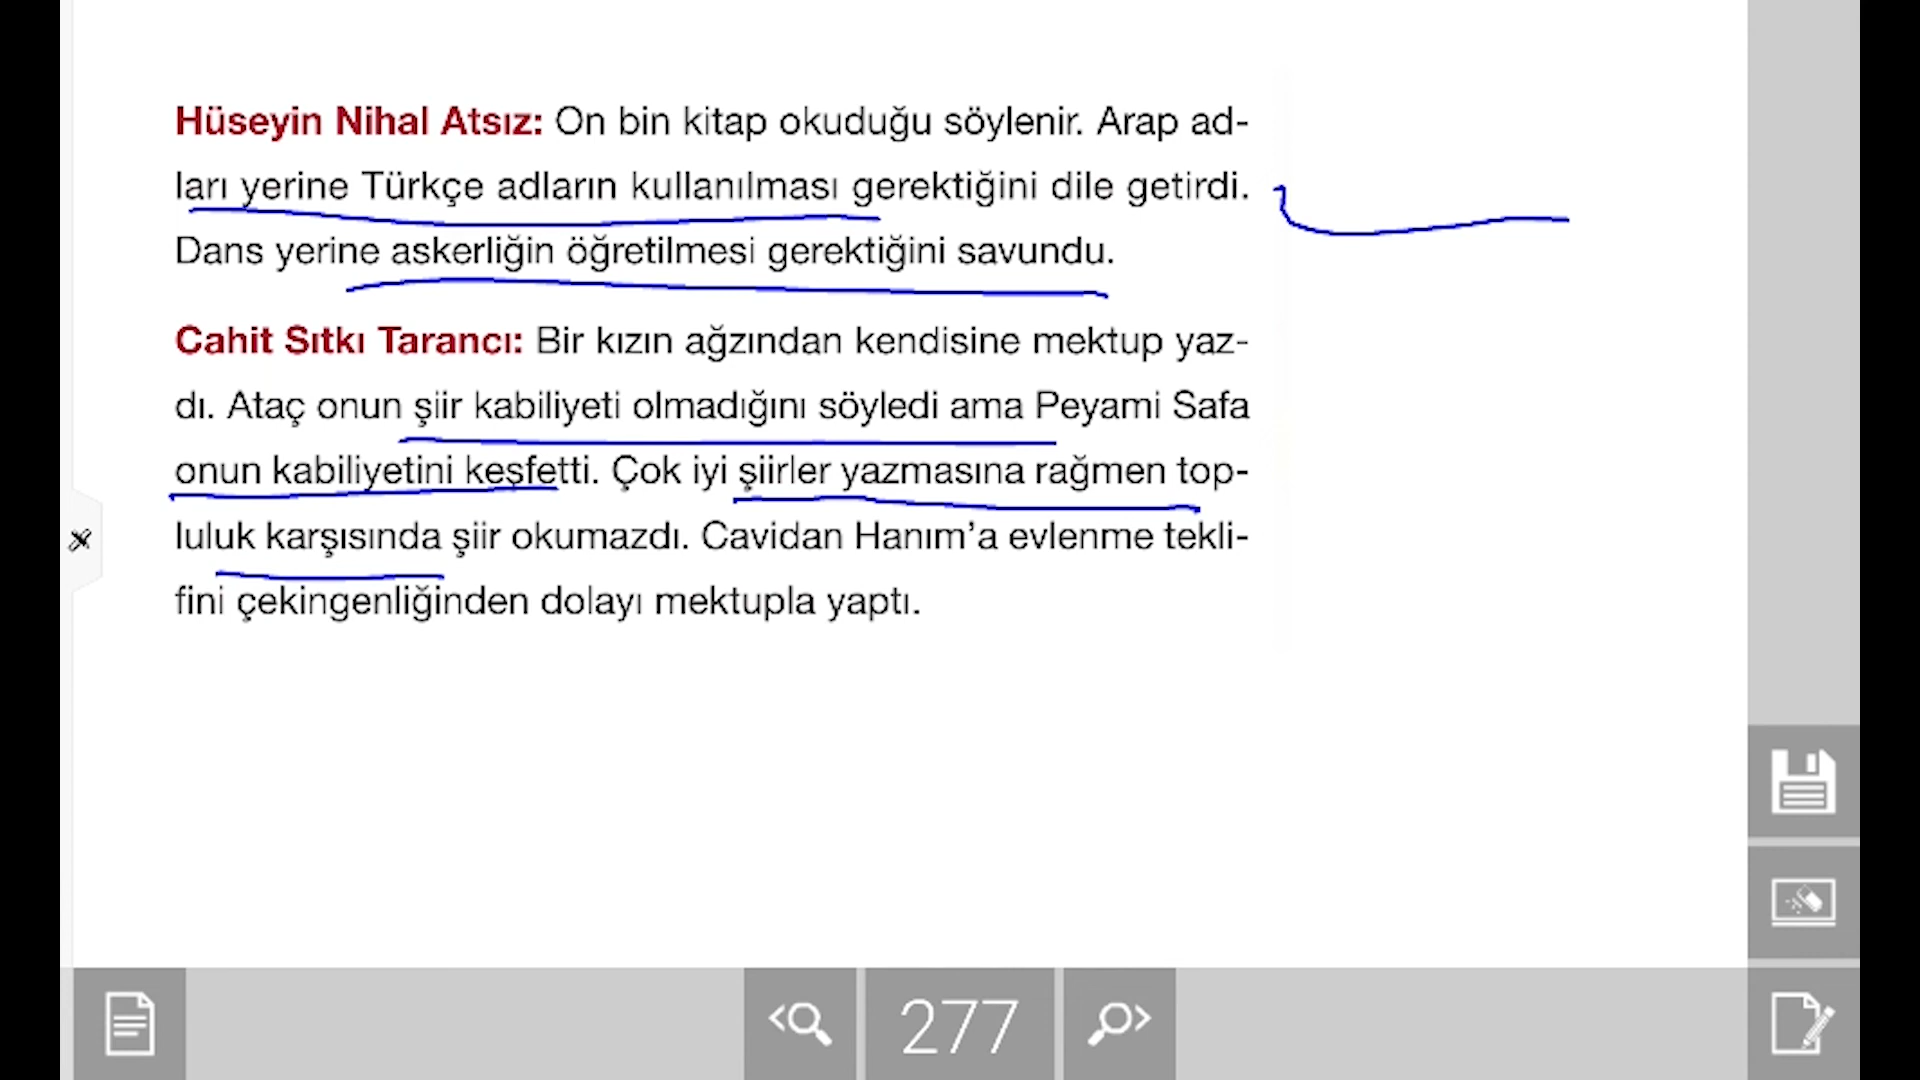 Hüseyin Nihal Atsız: On bin kitap okuduğu söylenir. Arap ad-
ları yerine Türkçe adların kullanılması gerektiğini dile getirdi.
Dans yerine askerliğin öğretilmesi gerektiğini savundu.
Cahit Sıtkı Tarancı: Bir kızın ağzından kendisine mektup yaz-
dı. Ataç onun şiir kabiliyeti olmadığını söyledi ama Peyami Safa
onun kabiliyetini keşfetti. Çok iyi şiirler yazmasına rağmen top-
luluk karşısında şiir okumazdı. Cavidan Hanım'a evlenme tekli-
fini çekingenliğinden dolayı mektupla yaptı.
277